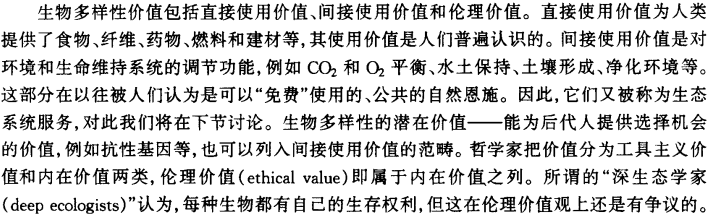 生物多样性价值包括直接使用价值、间接使用价值和伦理价值。直接使用价值为人类
提供了食物、纤维、药物、燃料和建材等,其使用价值是人们普遍认识的。间接使用价值是对
环境和生命维持系统的调节功能,例如 CO₂ 和 O₂ 平衡、水土保持、土壤形成、净化环境等。
这部分在以往被人们认为是可以“免费”使用的、公共的自然恩施。因此,它们又被称为生态
系统服务,对此我们将在下节讨论。生物多样性的潜在价值——能为后代人提供选择机会
的价值,例如抗性基因等,也可以列入间接使用价值的范畴。哲学家把价值分为工具主义价
值和内在价值两类,伦理价值(ethical value)即属于内在价值之列。所谓的“深生态学家
(deep ecologists)”认为,每种生物都有自己的生存权利,但这在伦理价值观上还是有争议的。